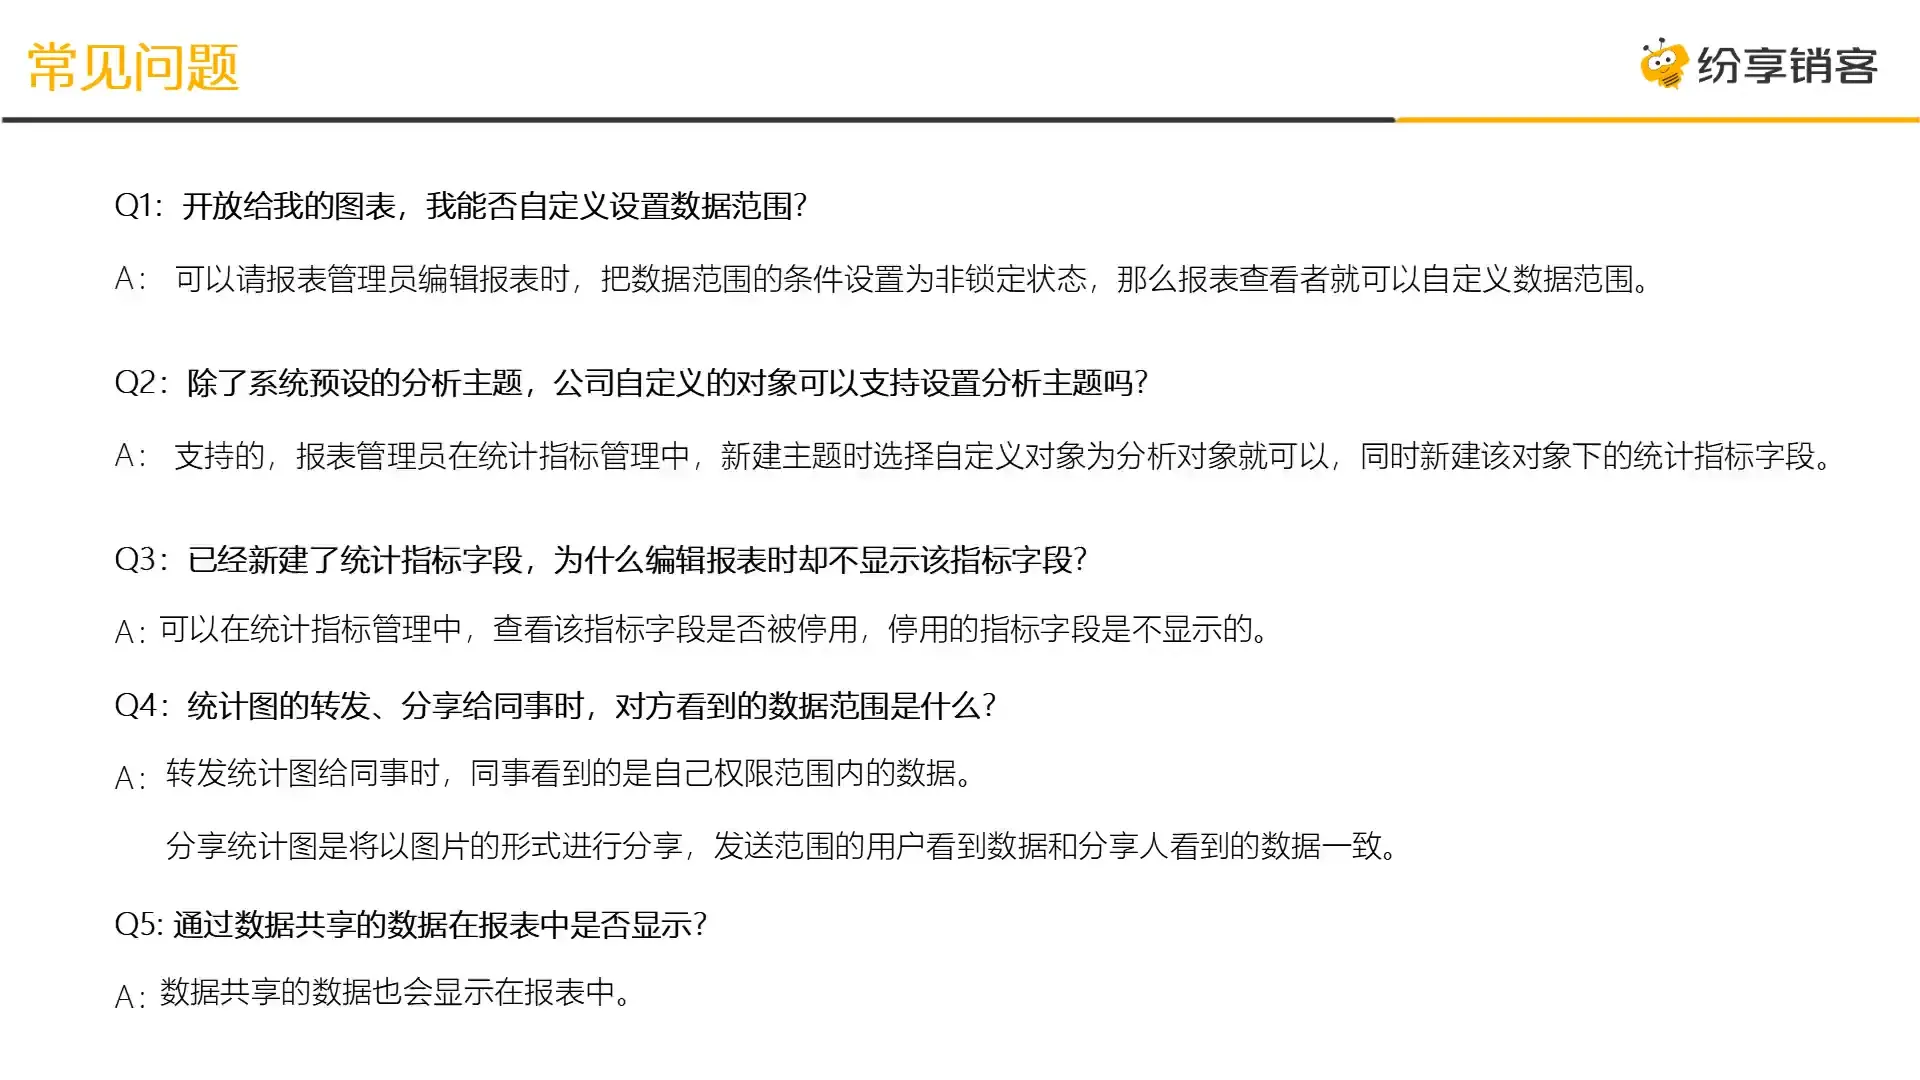 常见问题
纷享销客
Q1：开放给我的图表，我能否自定义设置数据范围？
A： 可以请报表管理员编辑报表时，把数据范围的条件设置为非锁定状态，那么报表查看者就可以自定义数据范围。
Q2：除了系统预设的分析主题，公司自定义的对象可以支持设置分析主题吗？
A： 支持的，报表管理员在统计指标管理中，新建主题时选择自定义对象为分析对象就可以，同时新建该对象下的统计指标字段。
Q3：已经新建了统计指标字段，为什么编辑报表时却不显示该指标字段？
A：可以在统计指标管理中，查看该指标字段是否被停用，停用的指标字段是不显示的。
Q4：统计图的转发、分享给同事时，对方看到的数据范围是什么？
A：转发统计图给同事时，同事看到的是自己权限范围内的数据。
分享统计图是将以图片的形式进行分享，发送范围的用户看到数据和分享人看到的数据一致。
Q5: 通过数据共享的数据在报表中是否显示？
A：数据共享的数据也会显示在报表中。